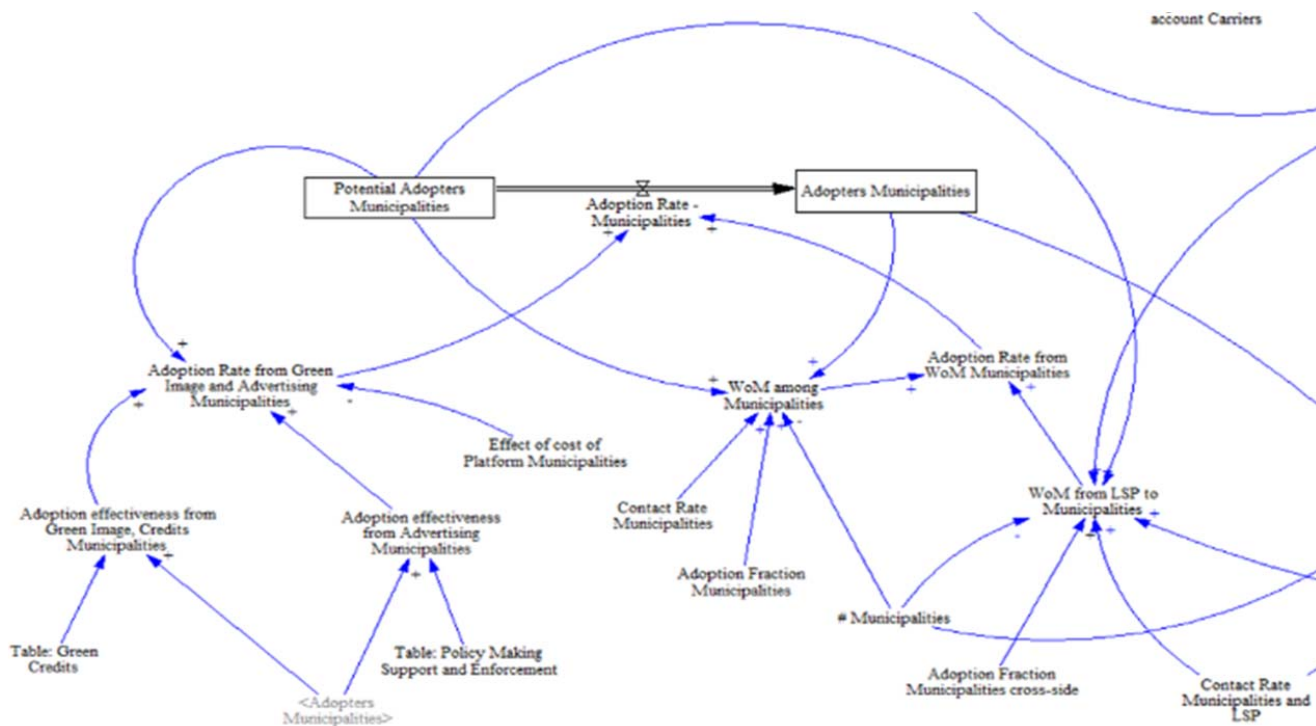 account Carriers
Potential Adopters
Municipalities
Adopters Municipalities
Adoption Rate -
Municipalities
+
+
+
Adoption Rate from Green
Image and Advertising
Municipalities
+
+
-
+
+
WoM among
Municipalities
+
+
-
Adoption Rate from
WoM Municipalities
+
+
Effect of cost of
Platform Municipalities
WoM from LSP to
Municipalities
-
+
+
+
Contact Rate
Municipalities
Adoption effectiveness from
Green Image, Credits
Municipalities
+
Adoption effectiveness
from Advertising
Municipalities
+
Adoption Fraction
Municipalities
# Municipalities
Table: Green
Credits
Table: Policy Making
Support and Enforcement
Adoption Fraction
Municipalities cross-side
Contact Rate
Municipalities and
LSP
<Adopters
Municipalities>